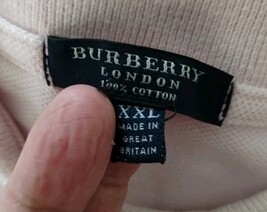 BURBERRY
LONDON
100% COTTON
XXL
MADE IN
GREAT
BRITAIN